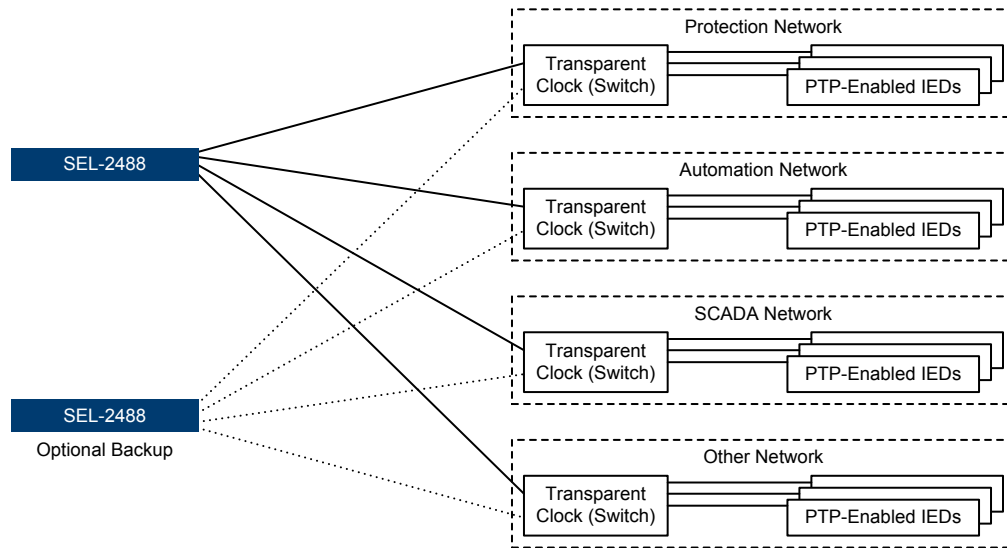 Protection Network
Transparent
Clock (Switch)
PTP-Enabled IEDs
SEL-2488
Automation Network
Transparent
Clock (Switch)
PTP-Enabled IEDs
SCADA Network
Transparent
Clock (Switch)
PTP-Enabled IEDs
SEL-2488
Optional Backup
Other Network
Transparent
Clock (Switch)
PTP-Enabled IEDs